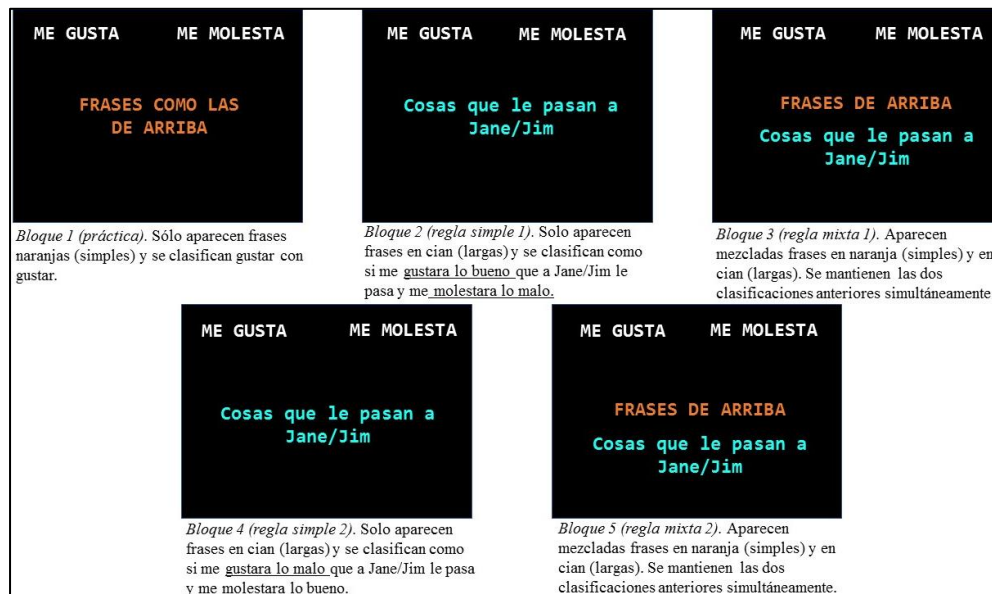 ME GUSTA ME MOLESTA
FRASES COMO LAS
DE ARRIBA
Bloque 1 (práctica). Sólo aparecen frases
naranjas (simples) y se clasifican gustar con
gustar.
ME GUSTA ME MOLESTA
Cosas que le pasan a
Jane/Jim
Bloque 2 (regla simple 1). Solo aparecen
frases en cian (largas) y se clasifican como
si me gustara lo bueno que a Jane/Jim le
pasa y me molestara lo malo.
ME GUSTA ME MOLESTA
FRASES DE ARRIBA
Cosas que le pasan a
Jane/Jim
Bloque 3 (regla mixta 1). Aparecen
mezcladas frases en naranja (simples) y en
cian (largas). Se mantienen las dos
clasificaciones anteriores simultáneamente
ME GUSTA ME MOLESTA
Cosas que le pasan a
Jane/Jim
Bloque 4 (regla simple 2). Solo aparecen
frases en cian (largas) y se clasifican como
si me gustara lo malo que a Jane/Jim le pasa
y me molestara lo bueno.
ME GUSTA ME MOLESTA
FRASES DE ARRIBA
Cosas que le pasan a
Jane/Jim
Bloque 5 (regla mixta 2). Aparecen
mezcladas frases en naranja (simples) y en
cian (largas). Se mantienen las dos
clasificaciones anteriores simultáneamente.